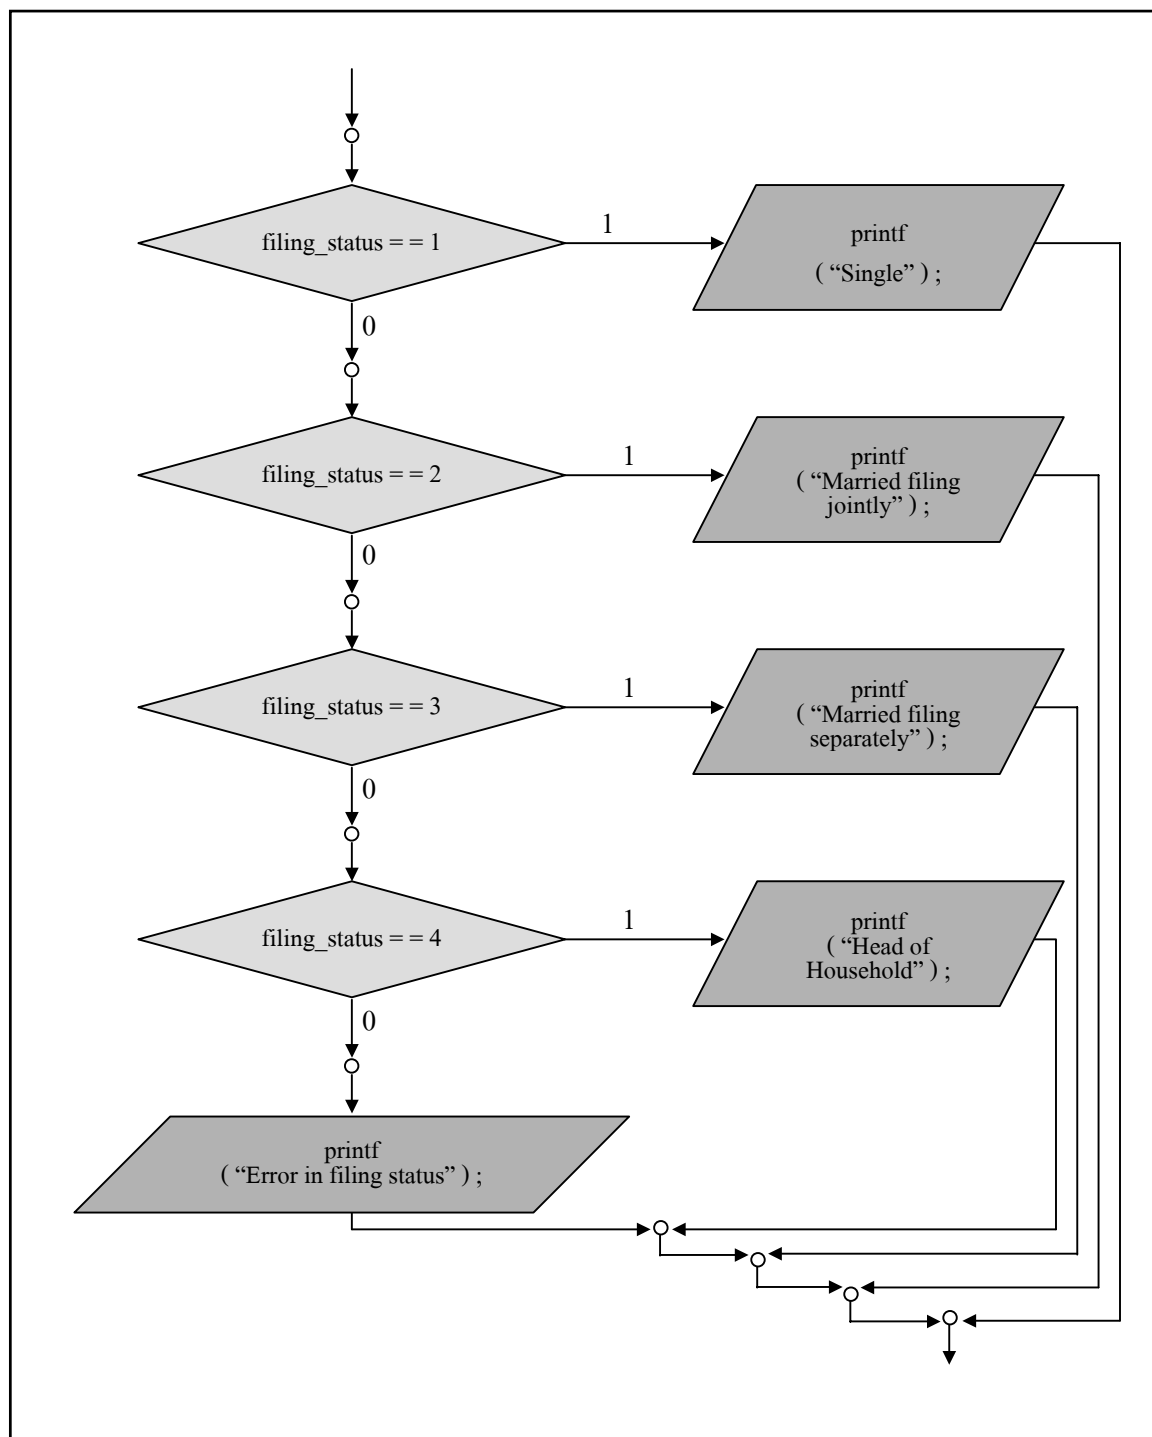 filing_status = = 1
1
printf
( “Single” ) ;
0
filing_status = = 2
1
printf
( “Married filing
jointly” ) ;
0
filing_status = = 3
1
printf
( “Married filing
separately” ) ;
0
filing_status = = 4
1
printf
( “Head of
Household” ) ;
0
printf
( “Error in filing status” ) ;